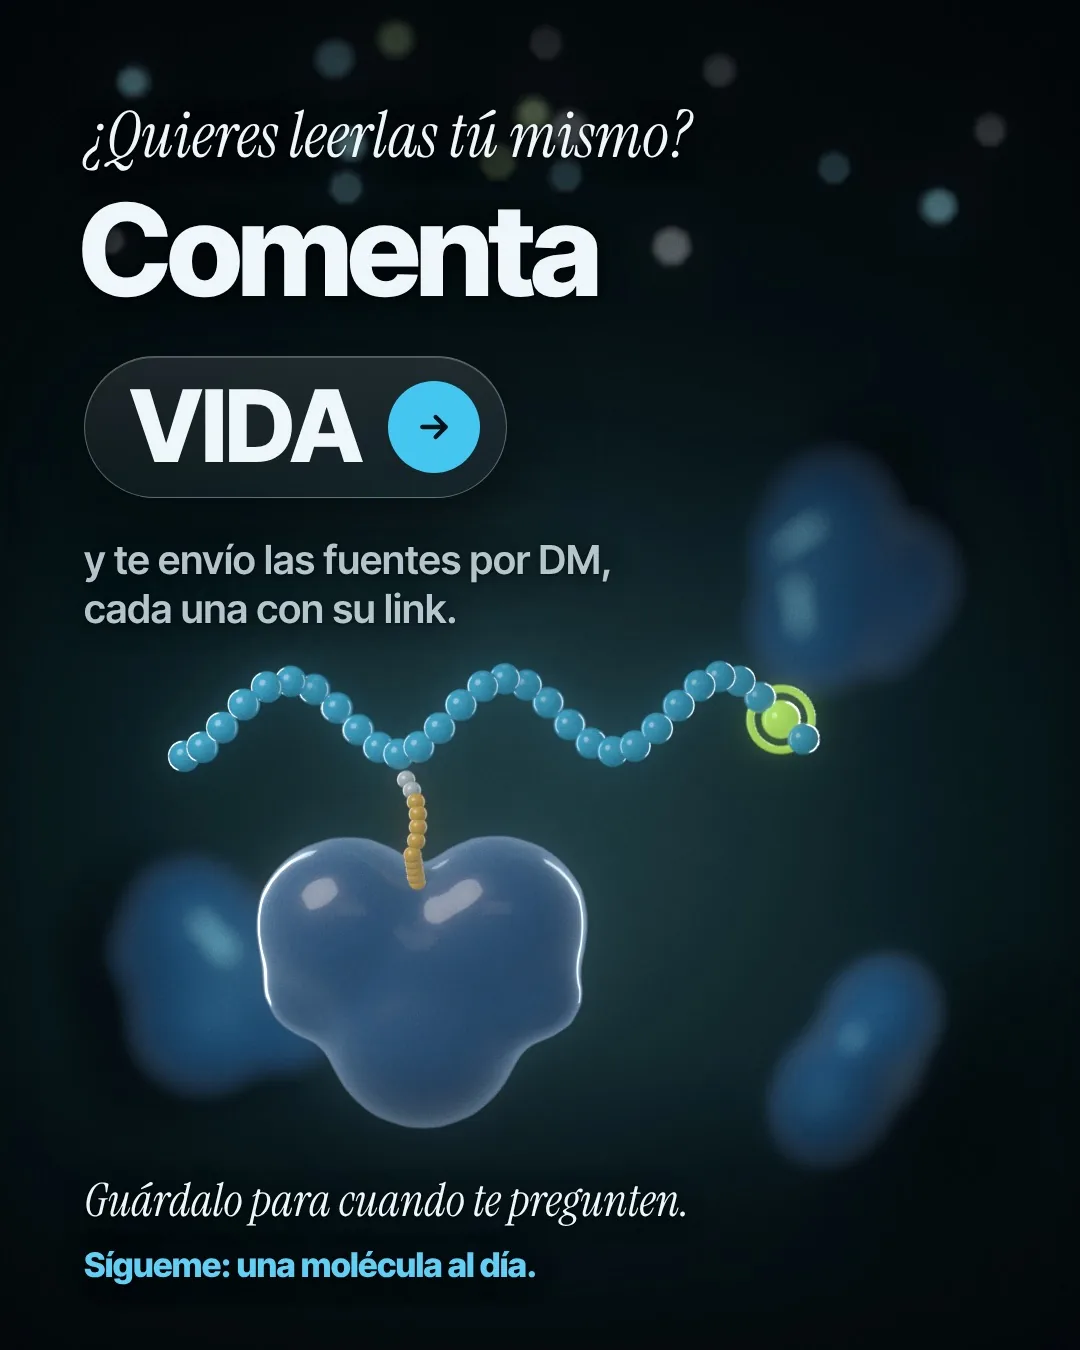 ¿Quieres leerlas tú mismo?
Comenta
VIDA →
y te envío las fuentes por DM,
cada una con su link.
Guárdalo para cuando te pregunten.
Sígueme: una molécula al día.